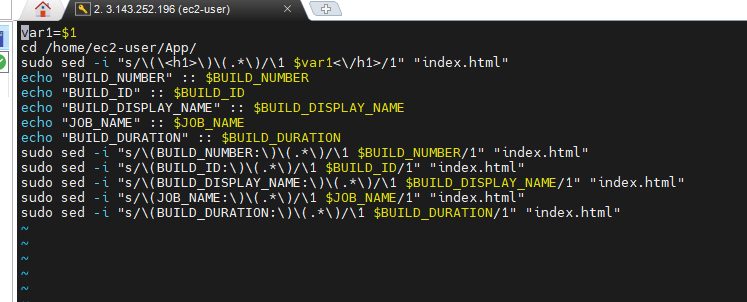 2. 3.143.252.196 (ec2-user)
var1=$1
cd /home/ec2-user/App/
sudo sed -i "s/\(\<h1>\)\(.*\)/\1 $var1<\/h1>/1" "index.html"
echo "BUILD_NUMBER" :: $BUILD_NUMBER
echo "BUILD_ID" :: $BUILD_ID
echo "BUILD_DISPLAY_NAME" :: $BUILD_DISPLAY_NAME
echo "JOB_NAME" :: $JOB_NAME
echo "BUILD_DURATION" :: $BUILD_DURATION
sudo sed -i "s/\(BUILD_NUMBER:\)\(.*\)/\1 $BUILD_NUMBER/1" "index.html"
sudo sed -i "s/\(BUILD_ID:\)\(.*\)/\1 $BUILD_ID/1" "index.html"
sudo sed -i "s/\(BUILD_DISPLAY_NAME:\)\(.*\)/\1 $BUILD_DISPLAY_NAME/1" "index.html"
sudo sed -i "s/\(JOB_NAME:\)\(.*\)/\1 $JOB_NAME/1" "index.html"
sudo sed -i "s/\(BUILD_DURATION:\)\(.*\)/\1 $BUILD_DURATION/1" "index.html"
~
~
~
~
~